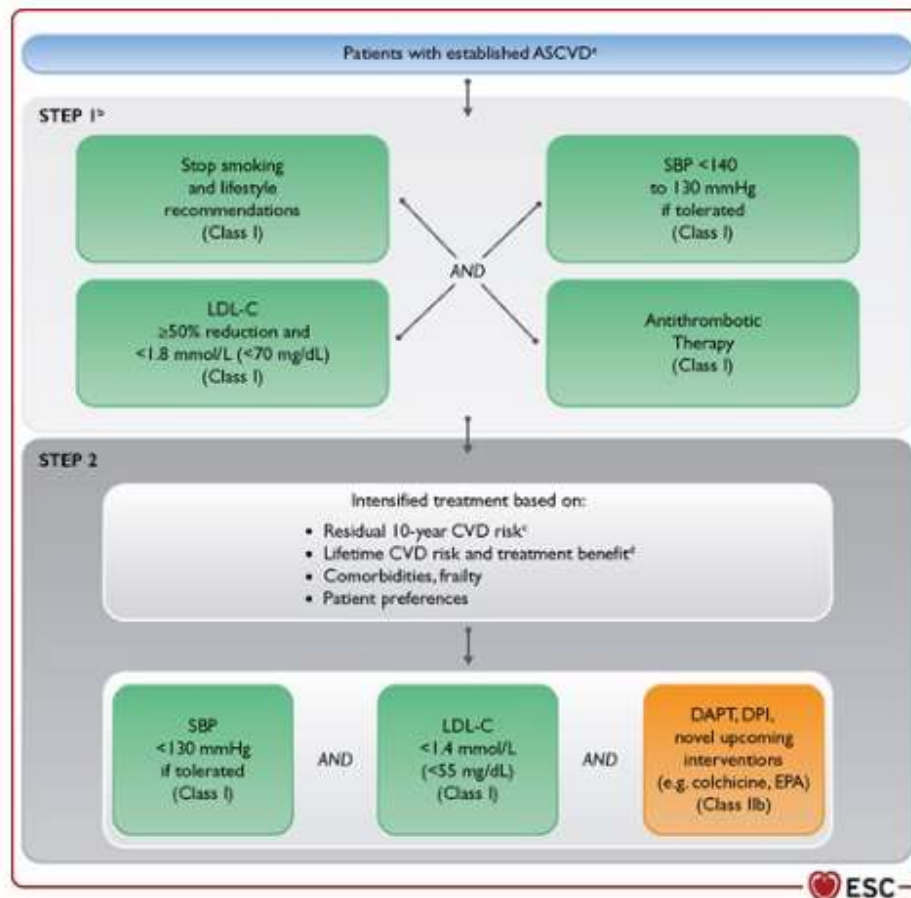 Patients with established ASCVDᵃ
STEP 1ᵇ
Stop smoking
and lifestyle
recommendations
(Class I)
SBP <140
to 130 mmHg
if tolerated
(Class I)
AND
LDL-C
≥50% reduction and
<1.8 mmol/L (<70 mg/dL)
(Class I)
Antithrombotic
Therapy
(Class I)
STEP 2
Intensified treatment based on:
• Residual 10-year CVD riskᶜ
• Lifetime CVD risk and treatment benefitᵈ
• Comorbidities, frailty
• Patient preferences
SBP
<130 mmHg
if tolerated
(Class I)
AND
LDL-C
<1.4 mmol/L
(<55 mg/dL)
(Class I)
AND
DAPT, DPI,
novel upcoming
interventions
(e.g. colchicine, EPA)
(Class IIb)
ESC